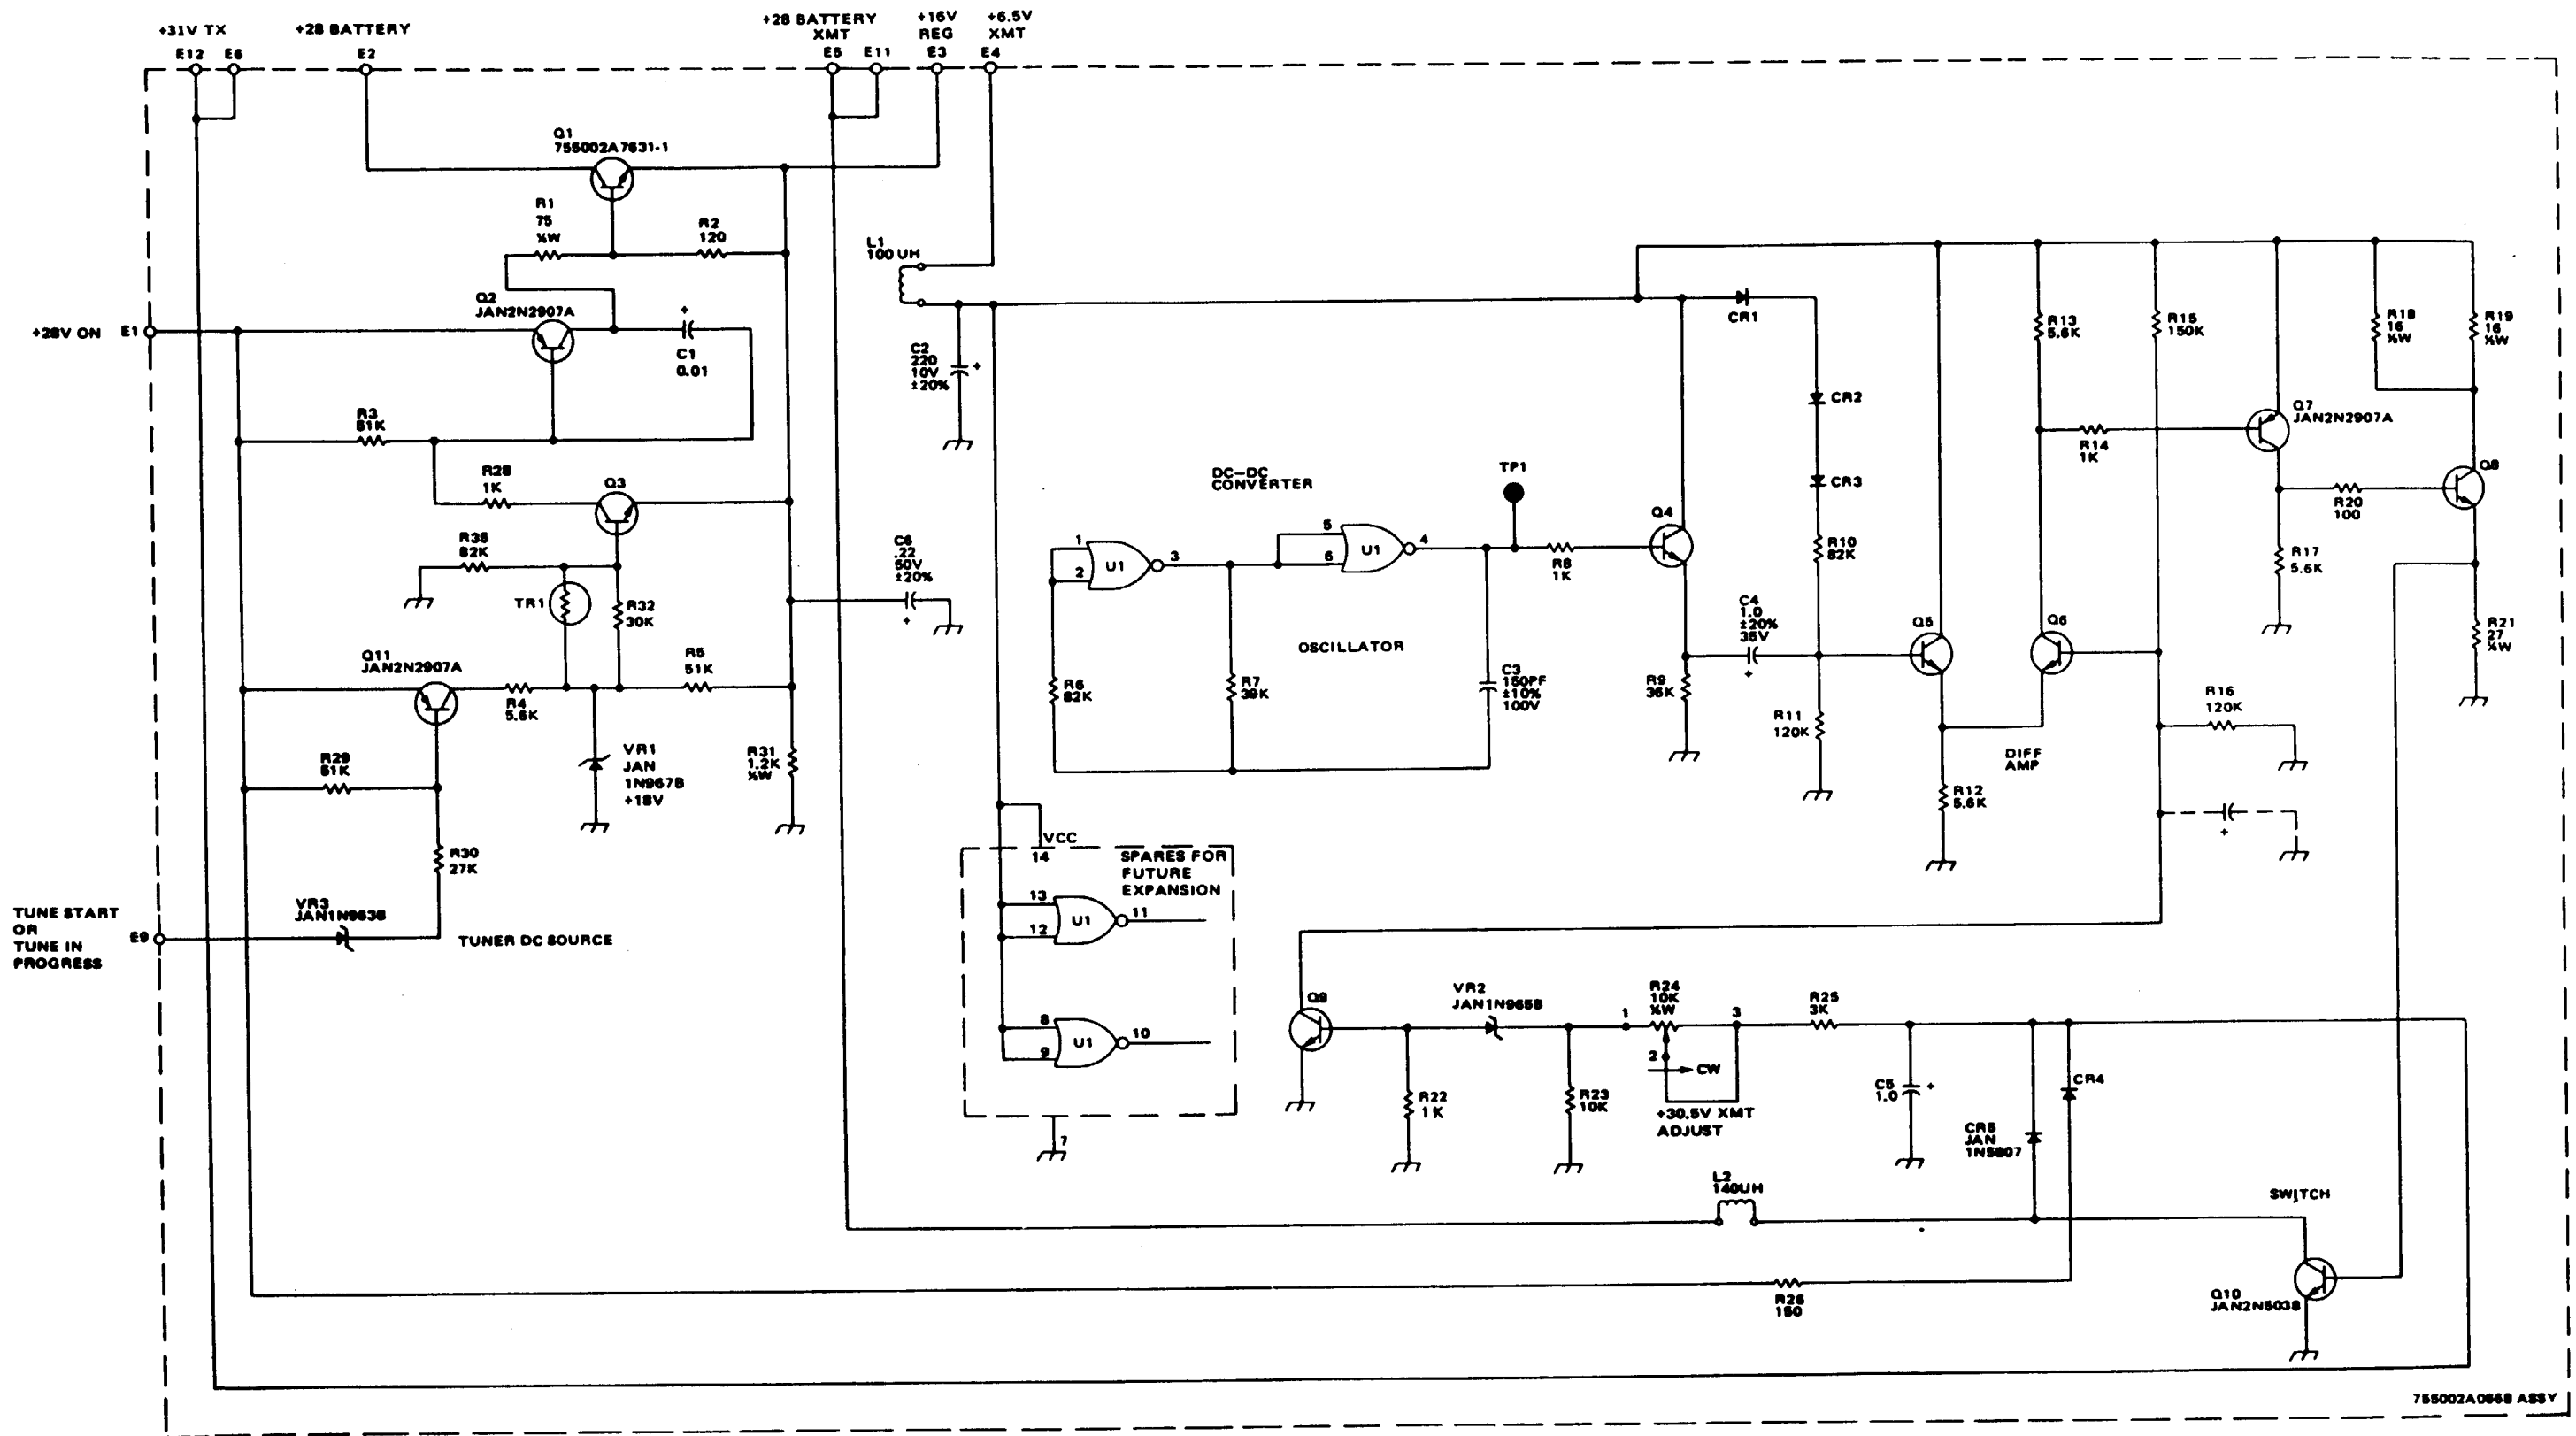 +31V TX
E12 E6
+28 BATTERY
E2
+28 BATTERY
XMT
E5 E11
+16V
REG
E3
+6.5V
XMT
E4
Q1
755002A7631-1
R1
75
¼W
R2
120
L1
100 UH
+28V ON E1
Q2
JAN2N2907A
+
C1
0.01
R3
51K
R28
1K
Q3
R35
82K
TR1
R32
30K
Q11
JAN2N2907A
R4
5.6K
R5
51K
R29
51K
VR1
JAN
1N967B
+18V
R31
1.2K
½W
R30
27K
VR3
JAN1N963B
TUNE START
OR
TUNE IN
PROGRESS
E9
TUNER DC SOURCE
C6
.22
50V
±20%
+
C2
220
10V
±20%
+
DC-DC
CONVERTER
TP1
1
2
U1
3
5
6
U1
4
R8
1K
OSCILLATOR
R6
82K
R7
39K
C3
150PF
±10%
100V
Q4
R9
36K
C4
1.0
±20%
35V
+
CR1
CR2
CR3
R10
82K
R11
120K
Q5
Q6
R12
5.6K
DIFF
AMP
R13
5.6K
R15
150K
R14
1K
Q7
JAN2N2907A
R18
16
½W
R19
16
½W
Q8
R20
100
R17
5.6K
R21
27
¼W
R16
120K
+
VCC
14
SPARES FOR
FUTURE
EXPANSION
13
12
U1
11
8
9
U1
10
7
Q9
VR2
JAN1N965B
R22
1K
R23
10K
1
R24
10K
½W
3
2
CW
+30.5V XMT
ADJUST
R25
3K
C5
1.0
+
CR5
JAN
1N5807
CR4
L2
140UH
SWITCH
R26
150
Q10
JAN2N5038
755002A0668 ASSY